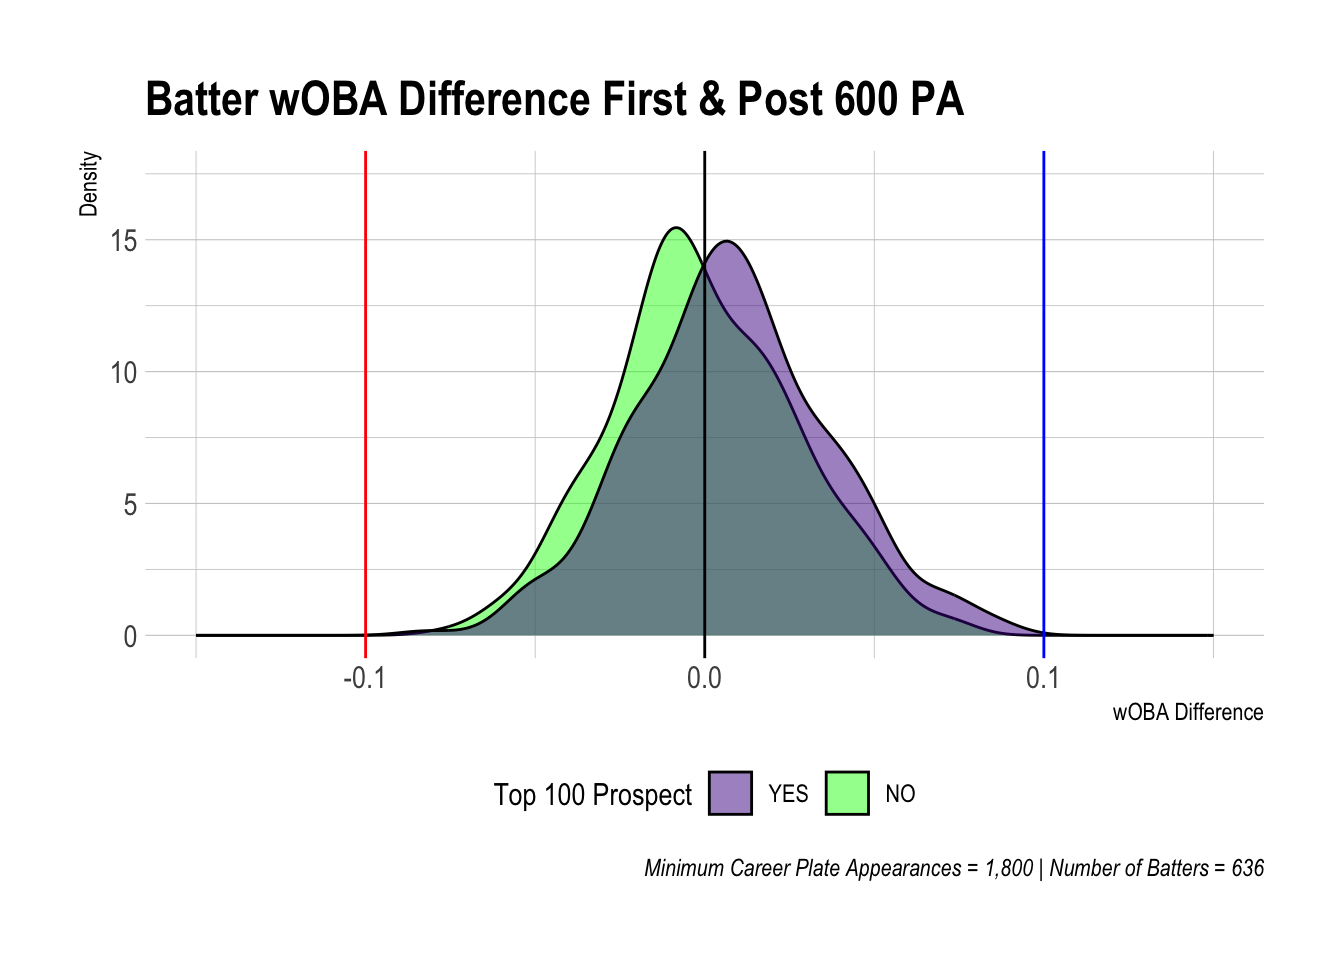 Batter wOBA Difference First & Post 600 PA
Density
15
10
5
0
-0.1 0.0 0.1
wOBA Difference
Top 100 Prospect YES NO
Minimum Career Plate Appearances = 1,800 | Number of Batters = 636